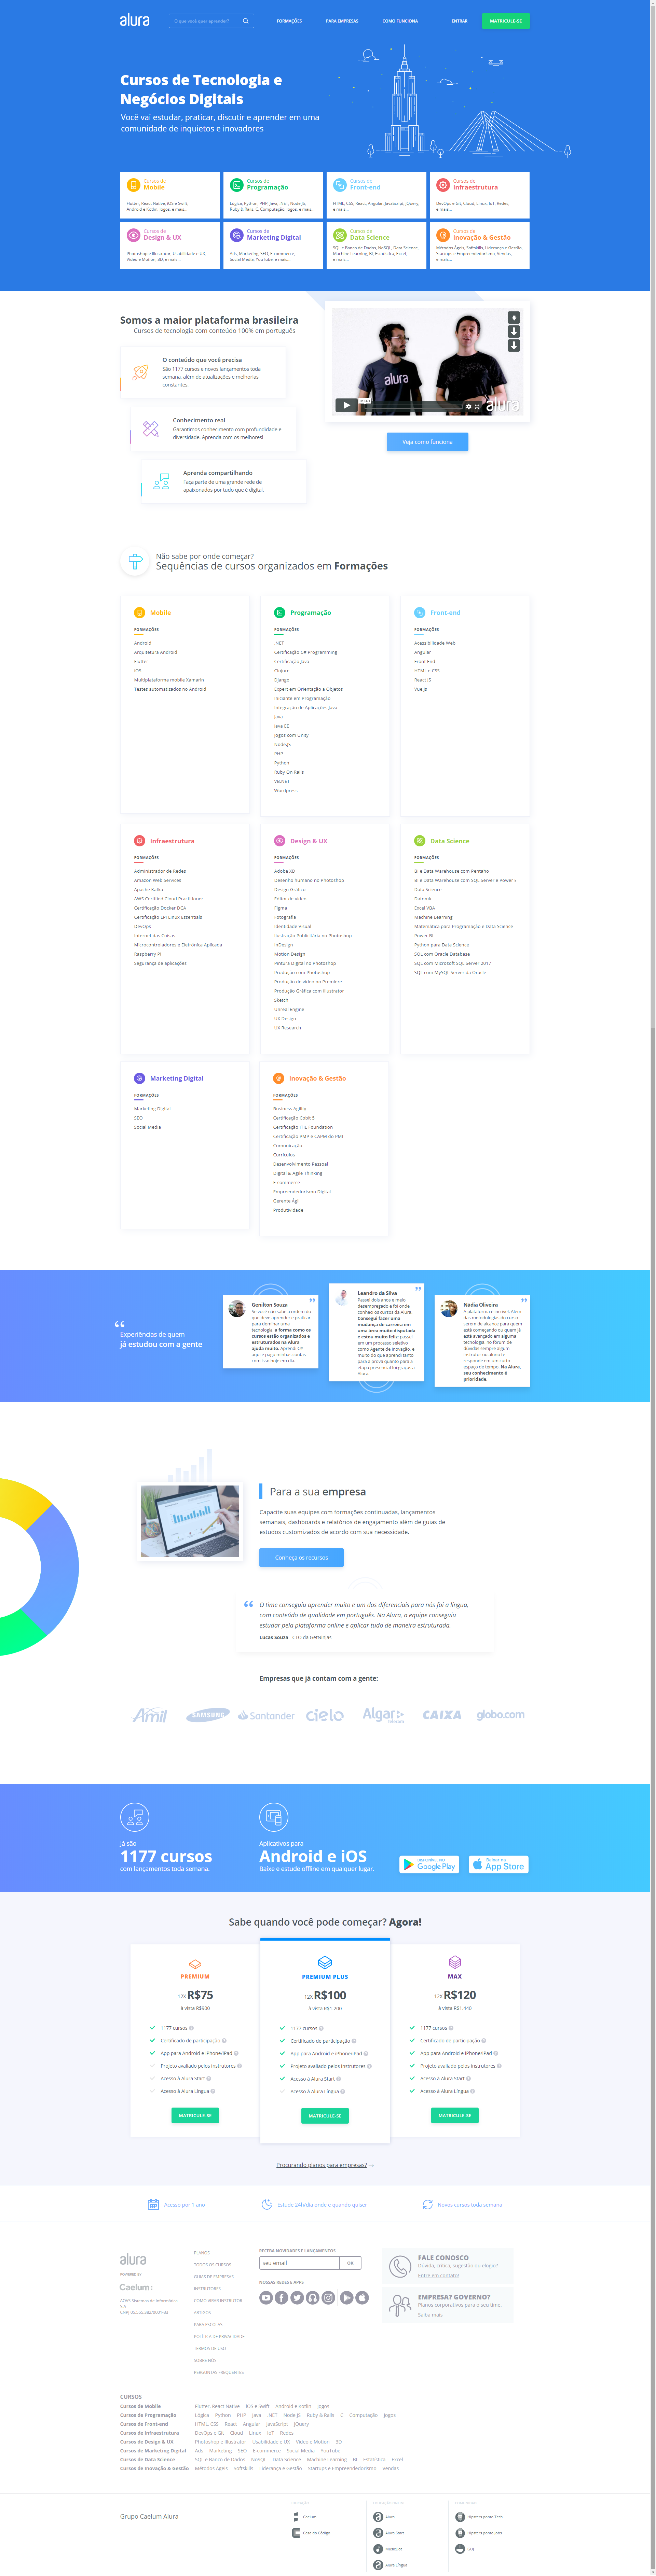 alura
O que você quer aprender?
FORMAÇÕES
PARA EMPRESAS
COMO FUNCIONA
ENTRAR
MATRICULE-SE
Cursos de Tecnologia e
Negócios Digitais
Você vai estudar, praticar, discutir e aprender em uma
comunidade de inquietos e inovadores
Cursos de
Mobile
Flutter, React Native, iOS e Swift,
Android e Kotlin, Jogos, e mais...
Cursos de
Programação
Lógica, Python, PHP, Java, .NET, Node JS,
Ruby & Rails, C, Computação, Jogos, e mais...
Cursos de
Front-end
HTML, CSS, React, Angular, JavaScript, jQuery,
e mais...
Cursos de
Infraestrutura
DevOps e Go, Cloud, Linux, IoT, Redes,
e mais...
Cursos de
Design & UX
Photoshop e Illustrator, Usabilidade e UX,
Vídeo e Motion, 3D, e mais...
Cursos de
Marketing Digital
Ads, Marketing, SEO, E-commerce,
Social Media, YouTube, e mais...
Cursos de
Data Science
SQL e Banco de Dados, NoSQL, Data Science,
Machine Learning, BI, Estatística, Excel,
e mais...
Cursos de
Inovação & Gestão
Métodos Ágeis, Softskills, Liderança e Gestão,
Startups e Empreendedorismo, Vendas,
e mais...
Somos a maior plataforma brasileira
Cursos de tecnologia com conteúdo 100% em português
O conteúdo que você precisa
São 1177 cursos e novos lançamentos toda
semana, além de atualizações e melhorias
constantes.
Conhecimento real
Garantimos conhecimento com profundidade e
diversidade. Aprenda com os melhores!
Aprenda compartilhando
Faça parte de uma grande rede de
apaixonados por tudo que é digital.
alura
alura
Veja como funciona
Não sabe por onde começar?
Sequências de cursos organizados em Formações
Mobile
FORMAÇÕES
Android
Arquitetura Android
Flutter
iOS
Multiplataforma mobile Xamarin
Testes automatizados no Android
Programação
FORMAÇÕES
.NET
Certificação C# Programming
Certificação Java
Clojure
Django
Expert em Orientação a Objetos
Iniciante em Programação
Integração de Aplicações Java
Java
Java EE
Jogos com Unity
Node.JS
PHP
Python
Ruby On Rails
VB.NET
Wordpress
Front-end
FORMAÇÕES
Acessibilidade Web
Angular
Front End
HTML e CSS
React JS
Vue.js
Infraestrutura
FORMAÇÕES
Administrador de Redes
Amazon Web Services
Apache Kafka
AWS Certified Cloud Practitioner
Certificação Docker DCA
Certificação LPI Linux Essentials
DevOps
Internet das Coisas
Microcontroladores e Eletrônica Aplicada
Raspberry Pi
Segurança de aplicações
Design & UX
FORMAÇÕES
Adobe XD
Desenho humano no Photoshop
Design Gráfico
Editor de vídeo
Figma
Fotografia
Identidade Visual
Ilustração Publicitária no Photoshop
InDesign
Motion Design
Pintura Digital no Photoshop
Produção com Photoshop
Produção de vídeo no Premiere
Produção Gráfica com Illustrator
Sketch
Unreal Engine
UX Design
UX Research
Data Science
FORMAÇÕES
BI e Data Warehouse com Pentaho
BI e Data Warehouse com SQL Server e Power E
Data Science
Datomic
Excel VBA
Machine Learning
Matemática para Programação e Data Science
Power BI
Python para Data Science
SQL com Oracle Database
SQL com Microsoft SQL Server 2017
SQL com MySQL Server da Oracle
Marketing Digital
FORMAÇÕES
Marketing Digital
SEO
Social Media
Inovação & Gestão
FORMAÇÕES
Business Agility
Certificação Cobit 5
Certificação ITIL Foundation
Certificação PMP e CAPM do PMI
Comunicação
Currículos
Desenvolvimento Pessoal
Digital & Agile Thinking
E-commerce
Empreendedorismo Digital
Gerente Ágil
Produtividade
Experiências de quem
já estudou com a gente
Genilton Souza
Se você não sabe a ordem do
que deve aprender e praticar
para dominar uma
tecnologia, a forma como os
cursos estão organizados e
estruturados na Alura
ajuda muito. Aprendi C#
aqui e pago minhas contas
com isso hoje em dia.
Leandro da Silva
Passei dois anos e meio
desempregado e foi onde
conheci os cursos da Alura.
Consegui fazer uma
mudança de carreira em
uma área muito disputada
e estou muito feliz; passei
em um processo seletivo
como Agente de Inovação, e
muito do que aprendi tanto
para a prova quanto para a
etapa presencial foi graças a
Alura.
Nádia Oliveira
A plataforma é incrível. Além
das metodologias do curso
serem de alcance para quem
está começando ou quem já
está avançado em alguma
tecnologia, no fórum de
dúvidas sempre algum
instrutor ou aluno te
responde em um curto
espaço de tempo. Na Alura,
seu conhecimento é
prioridade.
Para a sua empresa
Capacite suas equipes com formações continuadas, lançamentos
semanais, dashboards e relatórios de engajamento além de guias de
estudos customizados de acordo com sua necessidade.
Conheça os recursos
O time conseguiu aprender muito e um dos diferenciais para nós foi a língua,
com conteúdo de qualidade em português. Na Alura, a equipe conseguiu
estudar pela plataforma online e aplicar tudo de maneira estruturada.
Lucas Souza - CTO da GetNinjas
Empresas que já contam com a gente:
Amil
SAMSUNG
Santander
cielo
Algar
CAIXA
globo.com
Já são
1177 cursos
com lançamentos toda semana.
Aplicativos para
Android e iOS
Baixe e estude offline em qualquer lugar.
DISPONÍVEL NO
Google Play
Baixar na
App Store
Sabe quando você pode começar? Agora!
PREMIUM
12X R$75
à vista R$900
1177 cursos
Certificado de participação
App para Android e iPhone/iPad
Projeto avaliado pelos instrutores
Acesso à Alura Start
Acesso à Alura Língua
MATRICULE-SE
PREMIUM PLUS
12X R$100
à vista R$1.200
1177 cursos
Certificado de participação
App para Android e iPhone/iPad
Projeto avaliado pelos instrutores
Acesso à Alura Start
Acesso à Alura Língua
MATRICULE-SE
MAX
12X R$120
à vista R$1.440
1177 cursos
Certificado de participação
App para Android e iPhone/iPad
Projeto avaliado pelos instrutores
Acesso à Alura Start
Acesso à Alura Língua
MATRICULE-SE
Procurando planos para empresas? →
Acesso por 1 ano
Estude 24h/dia onde e quando quiser
Novos cursos toda semana
alura
POWERED BY
Caelum
AOVS Sistemas de Informática
S.A
CNPJ 05.555.382/0001-33
PLANOS
TODOS OS CURSOS
GUIAS DE EMPRESAS
INSTRUTORES
COMO VIRAR INSTRUTOR
ARTIGOS
PARA ESCOLAS
POLÍTICA DE PRIVACIDADE
TERMOS DE USO
SOBRE NÓS
PERGUNTAS FREQUENTES
RECEBA NOVIDADES E LANÇAMENTOS
seu email
OK
NOSSAS REDES E APPS
FALE CONOSCO
Dúvida, crítica, sugestão ou elogio?
Entre em contato!
EMPRESA? GOVERNO?
Planos corporativos para o seu time.
Saiba mais
CURSOS
Cursos de Mobile Flutter, React Native iOS e Swift Android e Kotlin Jogos
Cursos de Programação Lógica Python PHP Java .NET Node JS Ruby & Rails C Computação Jogos
Cursos de Front-end HTML, CSS React Angular JavaScript jQuery
Cursos de Infraestrutura DevOps e Go Cloud Linux IoT Redes
Cursos de Design & UX Photoshop e Illustrator Usabilidade e UX Vídeo e Motion 3D
Cursos de Marketing Digital Ads Marketing SEO E-commerce Social Media YouTube
Cursos de Data Science SQL e Banco de Dados NoSQL Data Science Machine Learning BI Estatística Excel
Cursos de Inovação & Gestão Métodos Ágeis Softskills Liderança e Gestão Startups e Empreendedorismo Vendas
Grupo Caelum Alura
Caelum
Casa do Código
Alura
Alura Start
MusicDot
Alura Língua
Hipsters ponto Tech
Hipsters ponto Jobs
GUJ